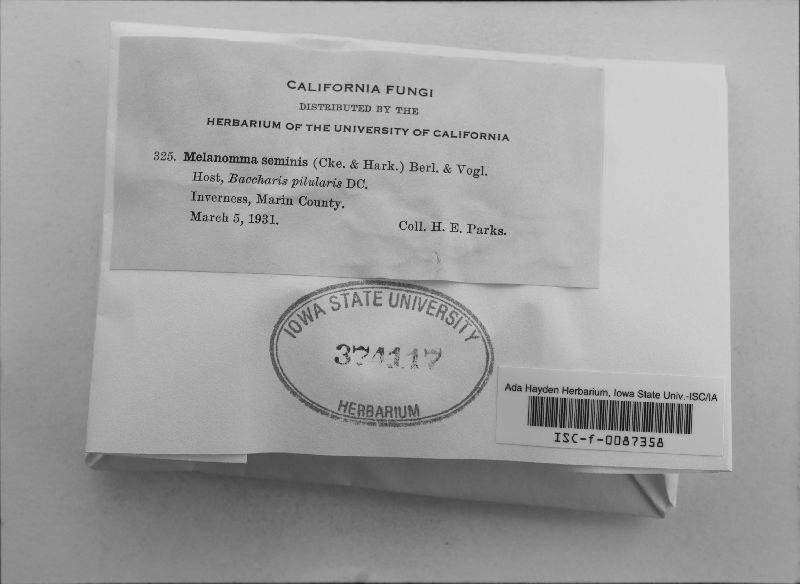 CALIFORNIA FUNGI
DISTRIBUTED BY THE
HERBARIUM OF THE UNIVERSITY OF CALIFORNIA
325. Melanomma seminis (Cke. & Hark.) Berl. & Vogl.
Host, Baccharis pilularis DC.
Inverness, Marin County.
March 5, 1931. Coll. H. E. Parks.
IOWA STATE UNIVERSITY
374117
HERBARIUM
Ada Hayden Herbarium, Iowa State Univ.-ISC/IA
ISC-f-0087358